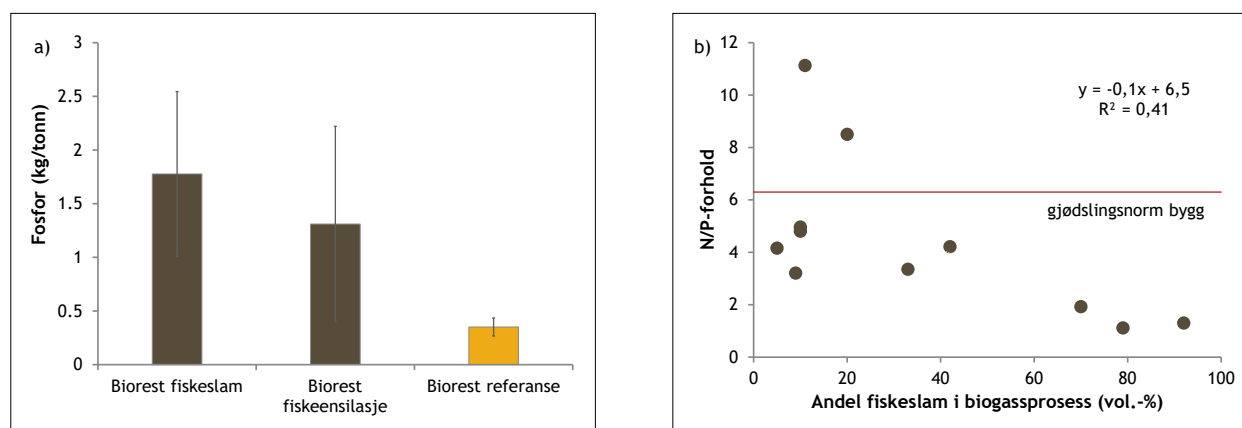 a)
Fosfor (kg/tonn)
3
2.5
2
1.5
1
0.5
0
Biorest fiskeslam
Biorest
fiskeensilasje
Biorest referanse
b)
N/P-forhold
12
10
8
6
4
2
0
y = -0,1x + 6,5
R² = 0,41
gjødslingsnorm bygg
0 20 40 60 80 100
Andel fiskeslam i biogassprosess (vol.-%)